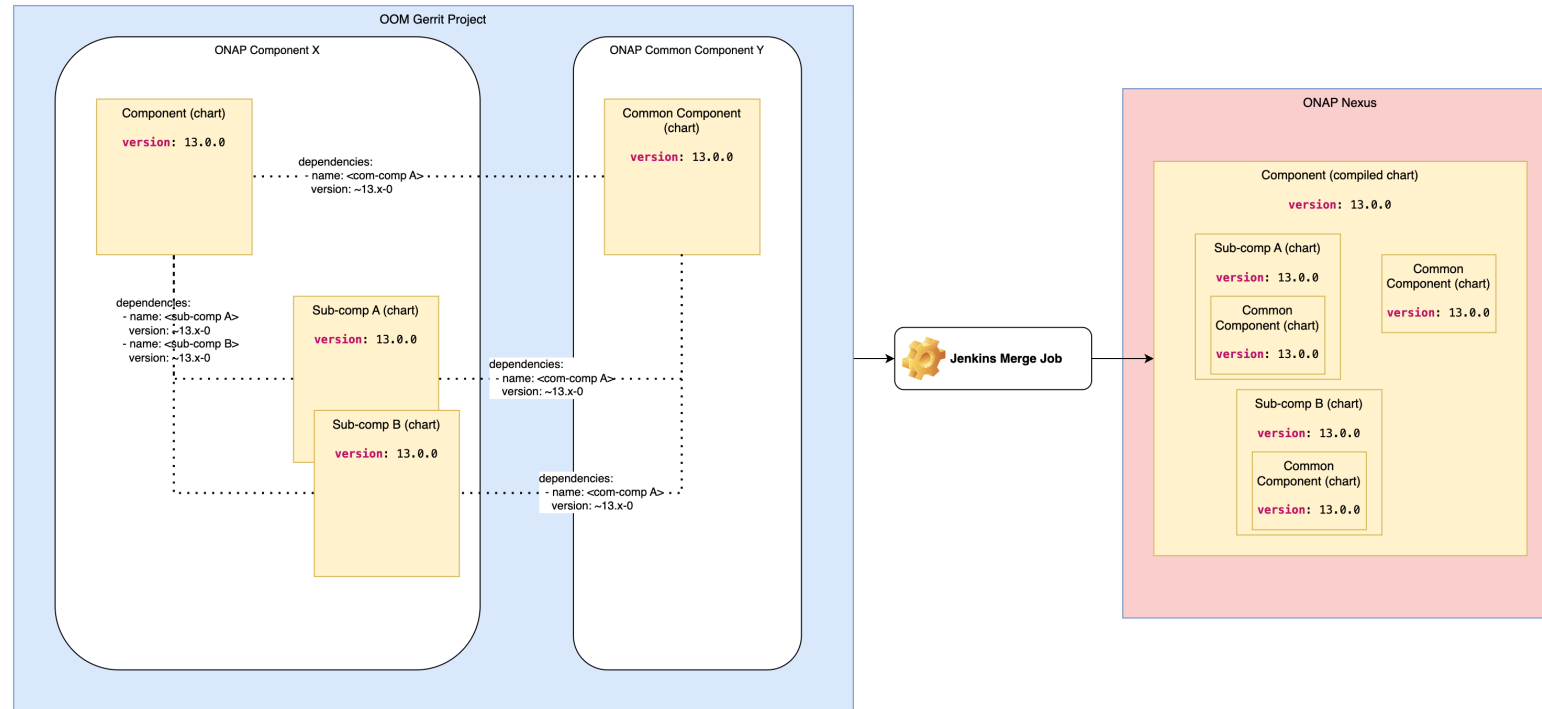 OOM Gerrit Project
ONAP Component X
Component (chart)
version: 13.0.0
dependencies:
- name: <com-comp A>
version: ~13.x-0
dependencies:
- name: <sub-comp A>
version: ~13.x-0
- name: <sub-comp B>
version: ~13.x-0
Sub-comp A (chart)
version: 13.0.0
Sub-comp B (chart)
version: 13.0.0
dependencies:
- name: <com-comp A>
version: ~13.x-0
dependencies:
- name: <com-comp A>
version: ~13.x-0
ONAP Common Component Y
Common Component
(chart)
version: 13.0.0
Jenkins Merge Job
ONAP Nexus
Component (compiled chart)
version: 13.0.0
Sub-comp A (chart)
version: 13.0.0
Common
Component (chart)
version: 13.0.0
Common
Component (chart)
version: 13.0.0
Sub-comp B (chart)
version: 13.0.0
Common
Component (chart)
version: 13.0.0